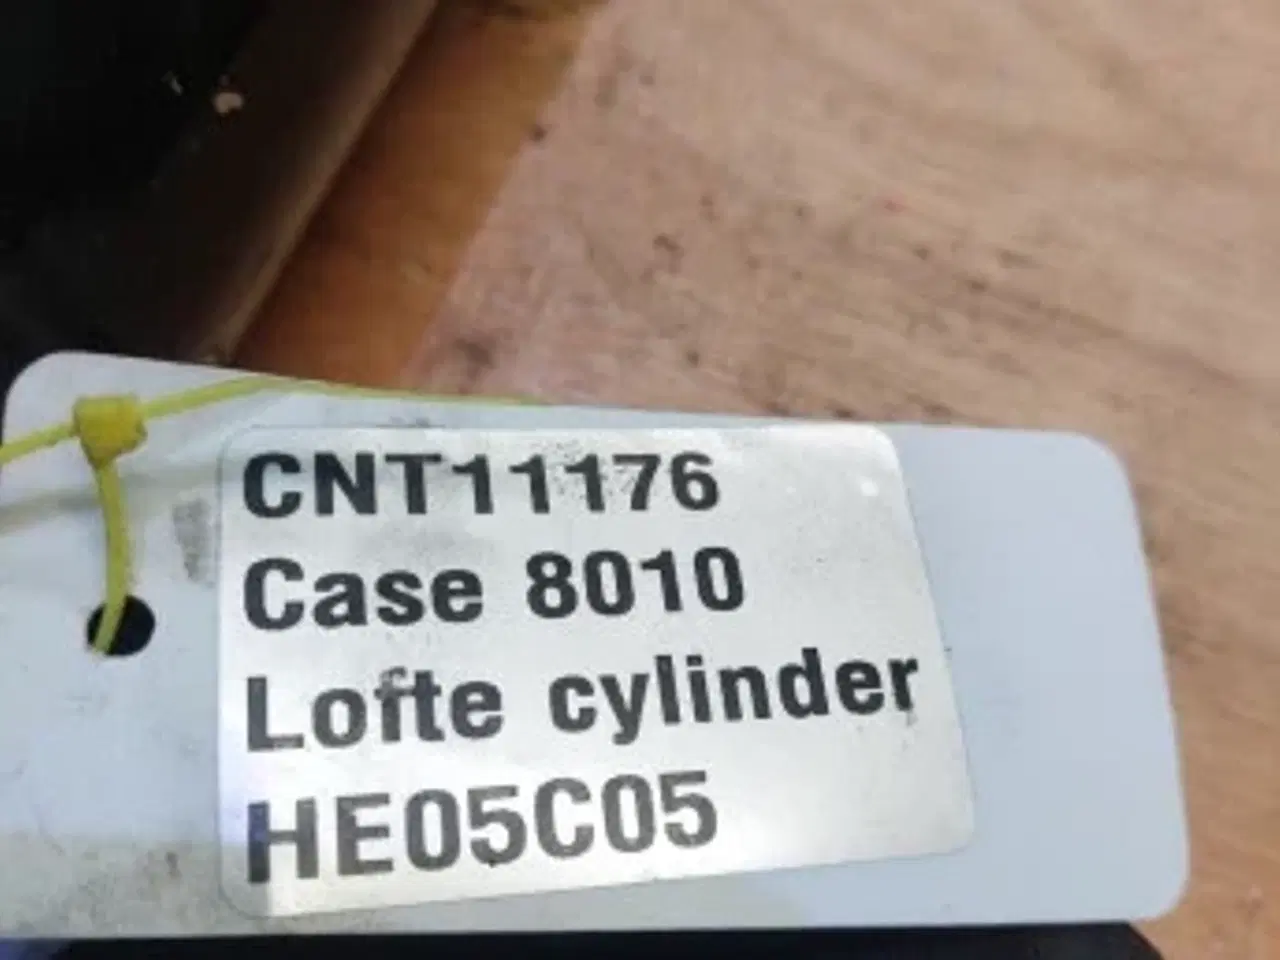 CNT11176
Case 8010
Lofte cylinder
HE05C05